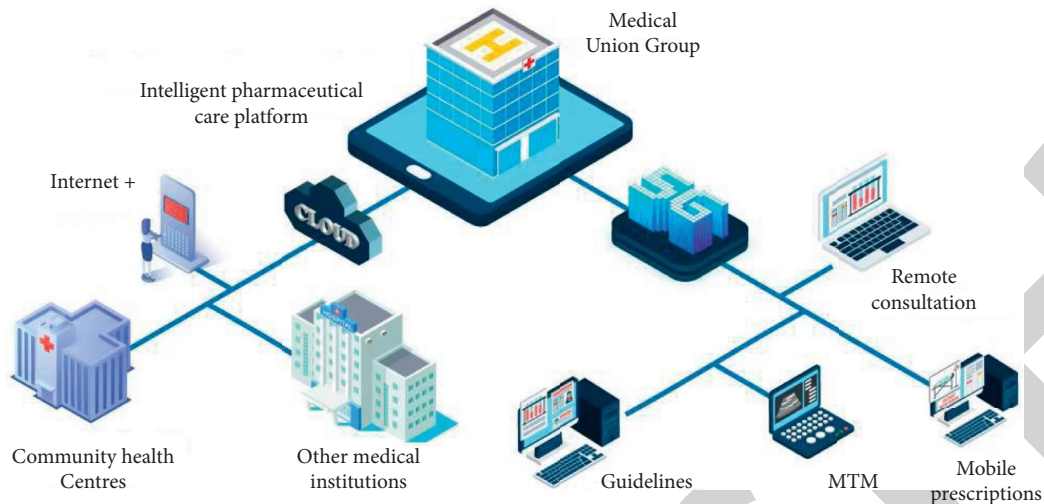 Medical
Union Group
Intelligent pharmaceutical
care platform
H
Internet +
CLOUD
5G
Remote
consultation
HOSPITAL
Community health
Centres
Other medical
institutions
Guidelines
MTM
Mobile
prescriptions